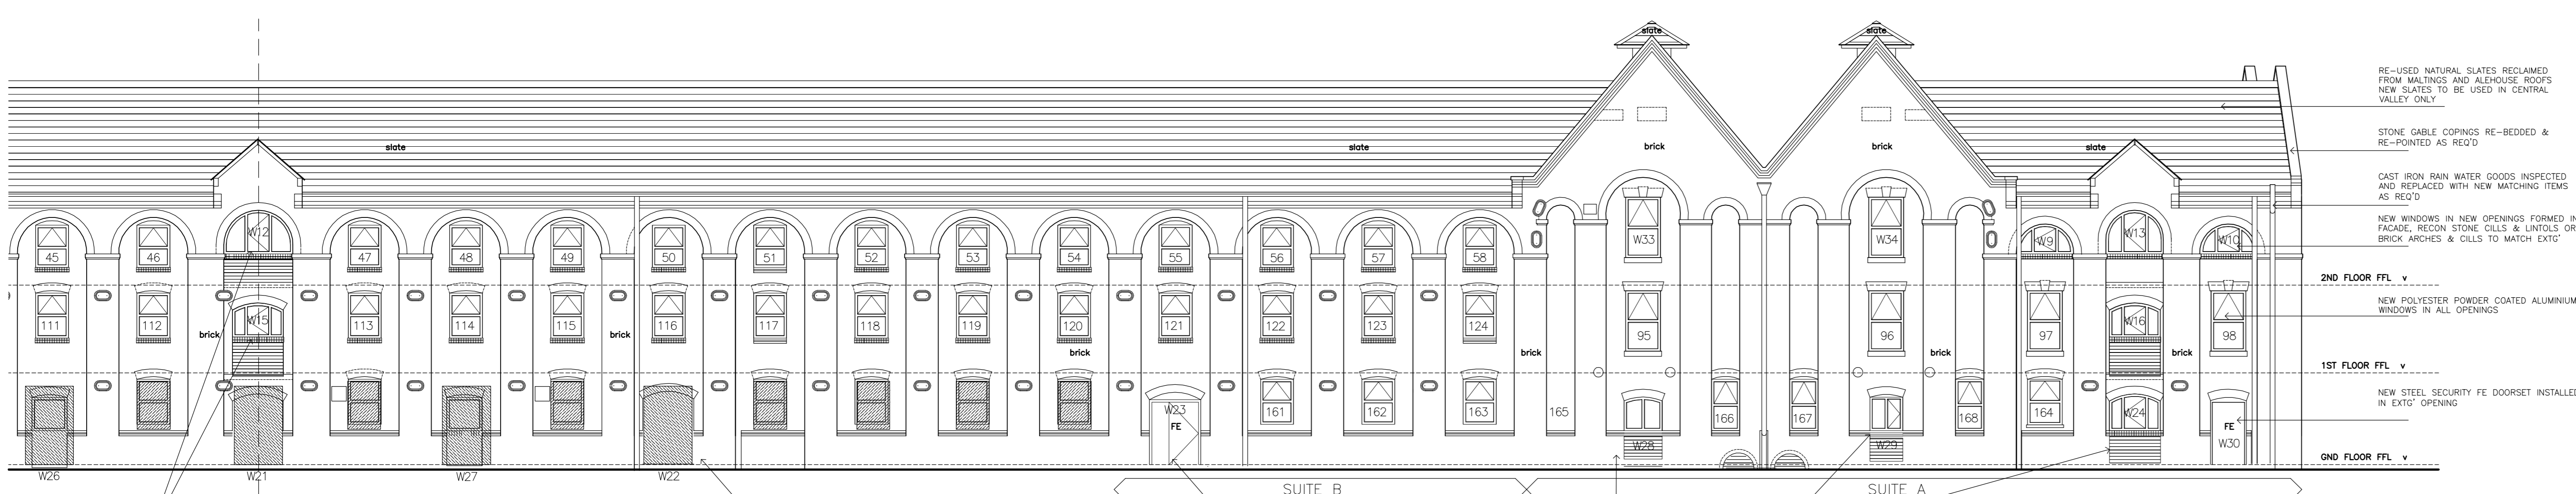 slate
slate
RE-USED NATURAL SLATES RECLAIMED
FROM MALTINGS AND ALEHOUSE ROOFS
NEW SLATES TO BE USED IN CENTRAL
VALLEY ONLY
STONE GABLE COPINGS RE-BEDDED &
RE-POINTED AS REQ'D
slate
slate
brick
brick
slate
CAST IRON RAIN WATER GOODS INSPECTED
AND REPLACED WITH NEW MATCHING ITEMS
AS REQ'D
NEW WINDOWS IN NEW OPENINGS FORMED IN
FACADE, RECON STONE CILLS & LINTOLS OR
BRICK ARCHES & CILLS TO MATCH EXTG'
W12
W33
W34
W9
W13
W10
45
46
47
48
49
50
51
52
53
54
55
56
57
58
2ND FLOOR FFL v
NEW POLYESTER POWDER COATED ALUMINIUM
WINDOWS IN ALL OPENINGS
111
112
brick
W15
113
114
115
brick
116
117
118
119
120
121
122
123
124
95
96
97
W16
98
brick
brick
brick
brick
1ST FLOOR FFL v
NEW STEEL SECURITY FE DOORSET INSTALLED
IN EXTG' OPENING
W23
FE
161
162
163
165
166
167
168
164
W24
FE
W30
W28
W29
GND FLOOR FFL v
W26
W21
W27
W22
SUITE B
SUITE A